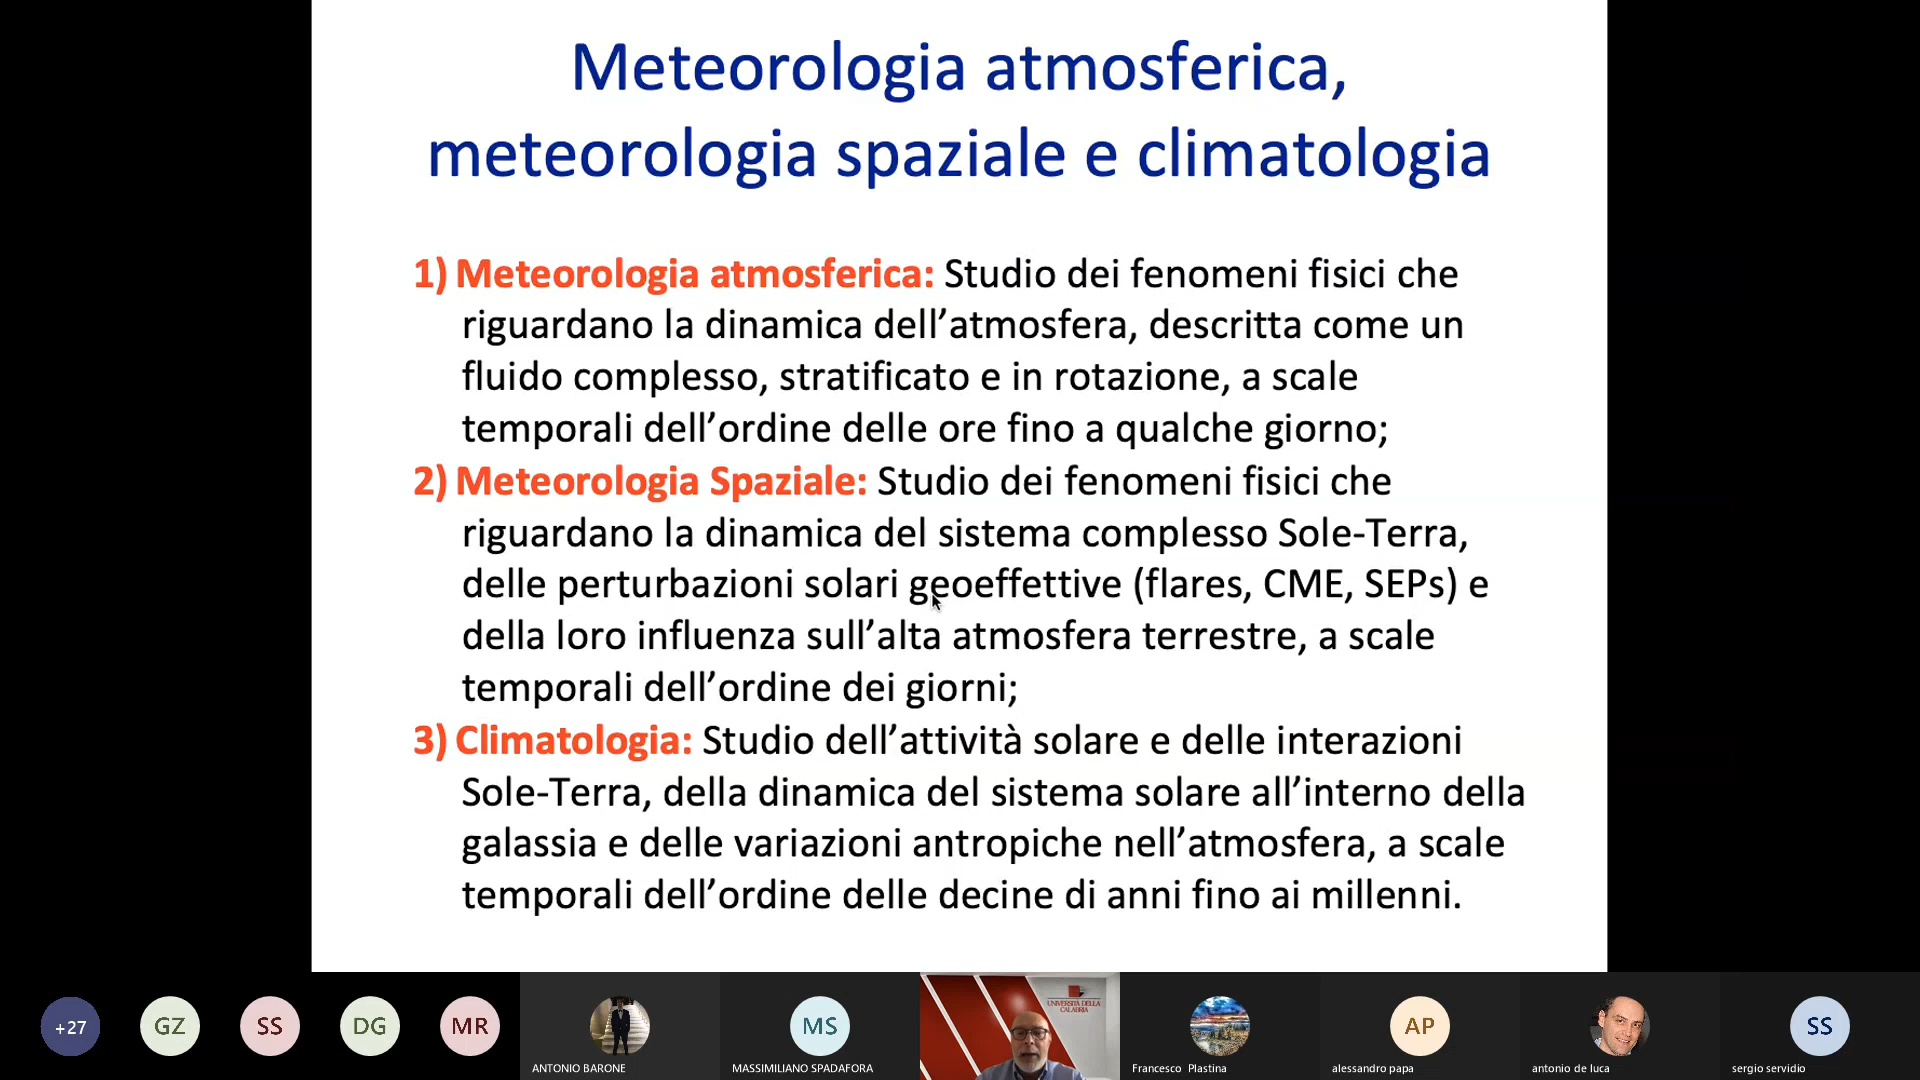 Meteorologia atmosferica,
meteorologia spaziale e climatologia
1) Meteorologia atmosferica: Studio dei fenomeni fisici che
riguardano la dinamica dell’atmosfera, descritta come un
fluido complesso, stratificato e in rotazione, a scale
temporali dell’ordine delle ore fino a qualche giorno;
2) Meteorologia Spaziale: Studio dei fenomeni fisici che
riguardano la dinamica del sistema complesso Sole-Terra,
delle perturbazioni solari geoeffettive (flares, CME, SEPs) e
della loro influenza sull’alta atmosfera terrestre, a scale
temporali dell’ordine dei giorni;
3) Climatologia: Studio dell’attività solare e delle interazioni
Sole-Terra, della dinamica del sistema solare all’interno della
galassia e delle variazioni antropiche nell’atmosfera, a scale
temporali dell’ordine delle decine di anni fino ai millenni.
+27
GZ
SS
DG
MR
ANTONIO BARONE
MS
MASSIMILIANO SPADAFORA
UNIVERSITÀ DELLA
CALABRIA
Francesco Plastina
AP
alessandro papa
antonio de luca
SS
sergio servidio